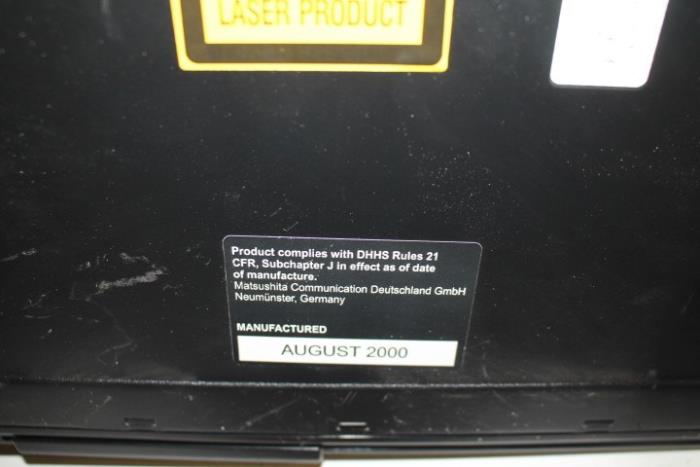 LASER PRODUCT
Product complies with DHHS Rules 21
CFR, Subchapter J in effect as of date
of manufacture.
Matsushita Communication Deutschland GmbH
Neumünster, Germany
MANUFACTURED
AUGUST 2000